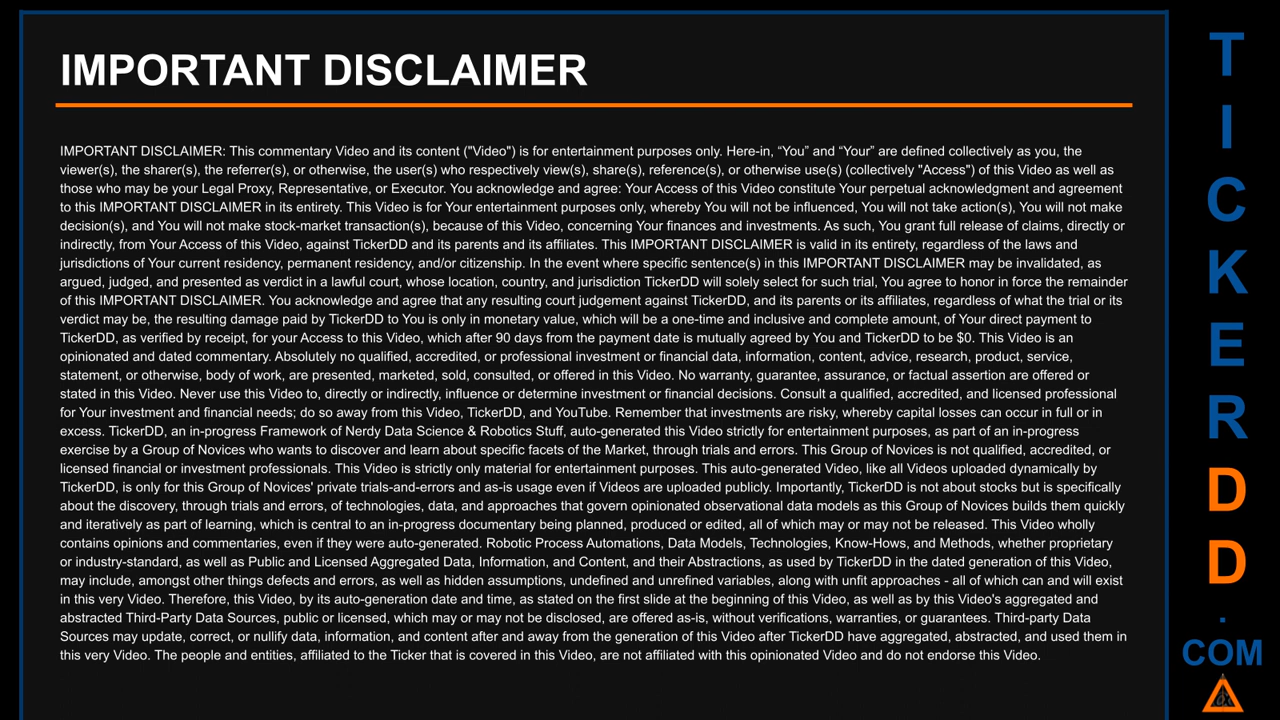 IMPORTANT DISCLAIMER
IMPORTANT DISCLAIMER: This commentary Video and its content ("Video") is for entertainment purposes only. Here-in, “You” and “Your” are defined collectively as you, the
viewer(s), the sharer(s), the referrer(s), or otherwise, the user(s) who respectively view(s), share(s), reference(s), or otherwise use(s) (collectively "Access") of this Video as well as
those who may be your Legal Proxy, Representative, or Executor. You acknowledge and agree: Your Access of this Video constitute Your perpetual acknowledgment and agreement
to this IMPORTANT DISCLAIMER in its entirety. This Video is for Your entertainment purposes only, whereby You will not be influenced, You will not take action(s), You will not make
decision(s), and You will not make stock-market transaction(s), because of this Video, concerning Your finances and investments. As such, You grant full release of claims, directly or
indirectly, from Your Access of this Video, against TickerDD and its parents and its affiliates. This IMPORTANT DISCLAIMER is valid in its entirety, regardless of the laws and
jurisdictions of Your current residency, permanent residency, and/or citizenship. In the event where specific sentence(s) in this IMPORTANT DISCLAIMER may be invalidated, as
argued, judged, and presented as verdict in a lawful court, whose location, country, and jurisdiction TickerDD will solely select for such trial, You agree to honor in force the remainder
of this IMPORTANT DISCLAIMER. You acknowledge and agree that any resulting court judgement against TickerDD, and its parents or its affiliates, regardless of what the trial or its
verdict may be, the resulting damage paid by TickerDD to You is only in monetary value, which will be a one-time and inclusive and complete amount, of Your direct payment to
TickerDD, as verified by receipt, for your Access to this Video, which after 90 days from the payment date is mutually agreed by You and TickerDD to be $0. This Video is an
opinionated and dated commentary. Absolutely no qualified, accredited, or professional investment or financial data, information, content, advice, research, product, service,
statement, or otherwise, body of work, are presented, marketed, sold, consulted, or offered in this Video. No warranty, guarantee, assurance, or factual assertion are offered or
stated in this Video. Never use this Video to, directly or indirectly, influence or determine investment or financial decisions. Consult a qualified, accredited, and licensed professional
for Your investment and financial needs; do so away from this Video, TickerDD, and YouTube. Remember that investments are risky, whereby capital losses can occur in full or in
excess. TickerDD, an in-progress Framework of Nerdy Data Science & Robotics Stuff, auto-generated this Video strictly for entertainment purposes, as part of an in-progress
exercise by a Group of Novices who wants to discover and learn about specific facets of the Market, through trials and errors. This Group of Novices is not qualified, accredited, or
licensed financial or investment professionals. This Video is strictly only material for entertainment purposes. This auto-generated Video, like all Videos uploaded dynamically by
TickerDD, is only for this Group of Novices' private trials-and-errors and as-is usage even if Videos are uploaded publicly. Importantly, TickerDD is not about stocks but is specifically
about the discovery, through trials and errors, of technologies, data, and approaches that govern opinionated observational data models as this Group of Novices builds them quickly
and iteratively as part of learning, which is central to an in-progress documentary being planned, produced or edited, all of which may or may not be released. This Video wholly
contains opinions and commentaries, even if they were auto-generated. Robotic Process Automations, Data Models, Technologies, Know-Hows, and Methods, whether proprietary
or industry-standard, as well as Public and Licensed Aggregated Data, Information, and Content, and their Abstractions, as used by TickerDD in the dated generation of this Video,
may include, amongst other things defects and errors, as well as hidden assumptions, undefined and unrefined variables, along with unfit approaches - all of which can and will exist
in this very Video. Therefore, this Video, by its auto-generation date and time, as stated on the first slide at the beginning of this Video, as well as by this Video's aggregated and
abstracted Third-Party Data Sources, public or licensed, which may or may not be disclosed, are offered as-is, without verifications, warranties, or guarantees. Third-party Data
Sources may update, correct, or nullify data, information, and content after and away from the generation of this Video after TickerDD have aggregated, abstracted, and used them in
this very Video. The people and entities, affiliated to the Ticker that is covered in this Video, are not affiliated with this opinionated Video and do not endorse this Video.
T
I
C
K
E
R
D
D
.
COM